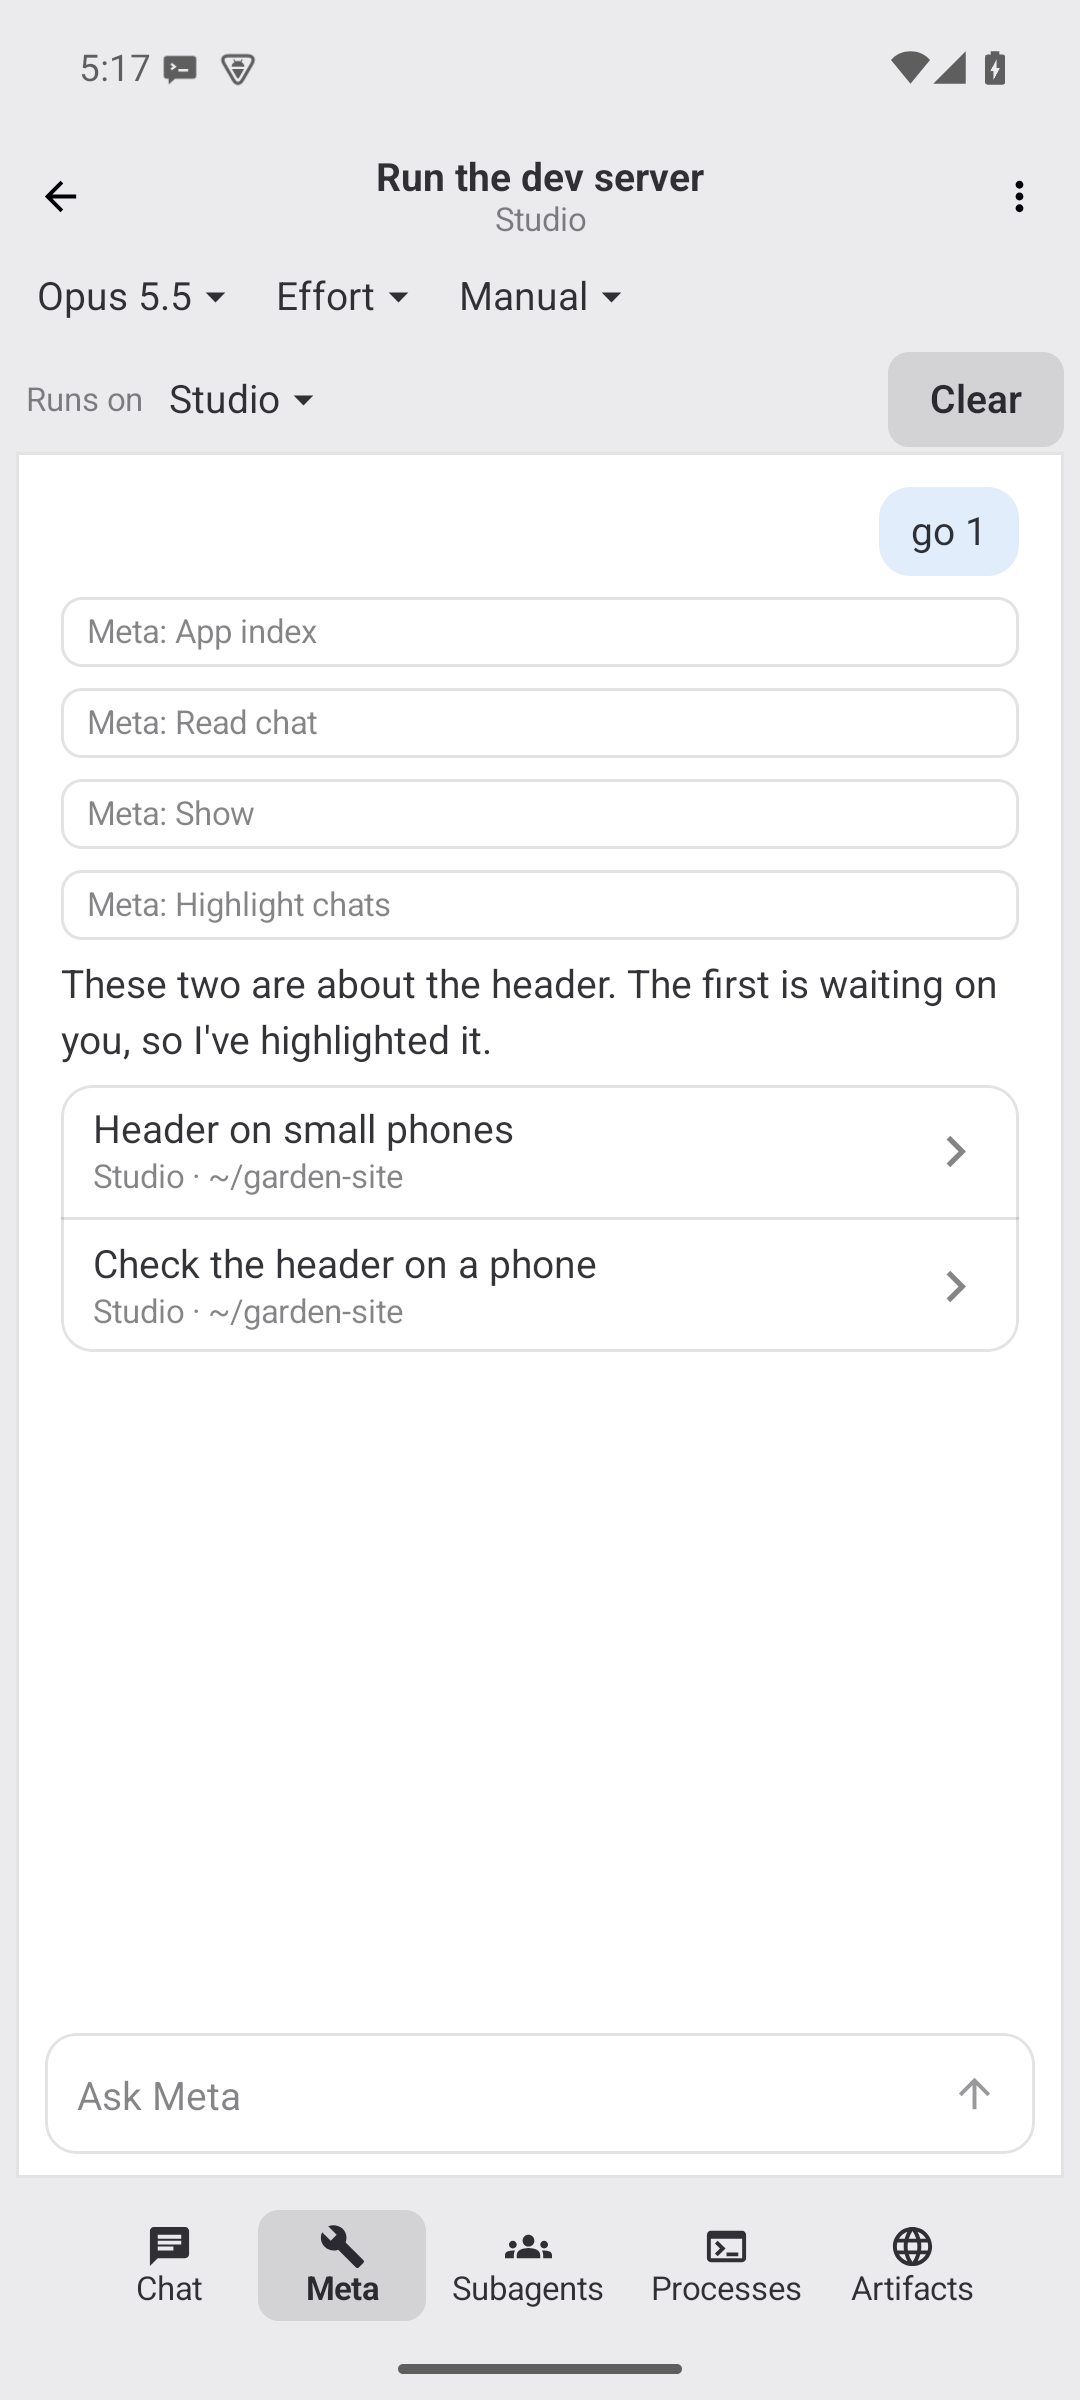 5:17
Run the dev server
Studio
Opus 5.5 Effort Manual
Runs on Studio Clear
go 1
Meta: App index
Meta: Read chat
Meta: Show
Meta: Highlight chats
These two are about the header. The first is waiting on
you, so I've highlighted it.
Header on small phones
Studio · ~/garden-site
Check the header on a phone
Studio · ~/garden-site
Ask Meta
Chat Meta Subagents Processes Artifacts